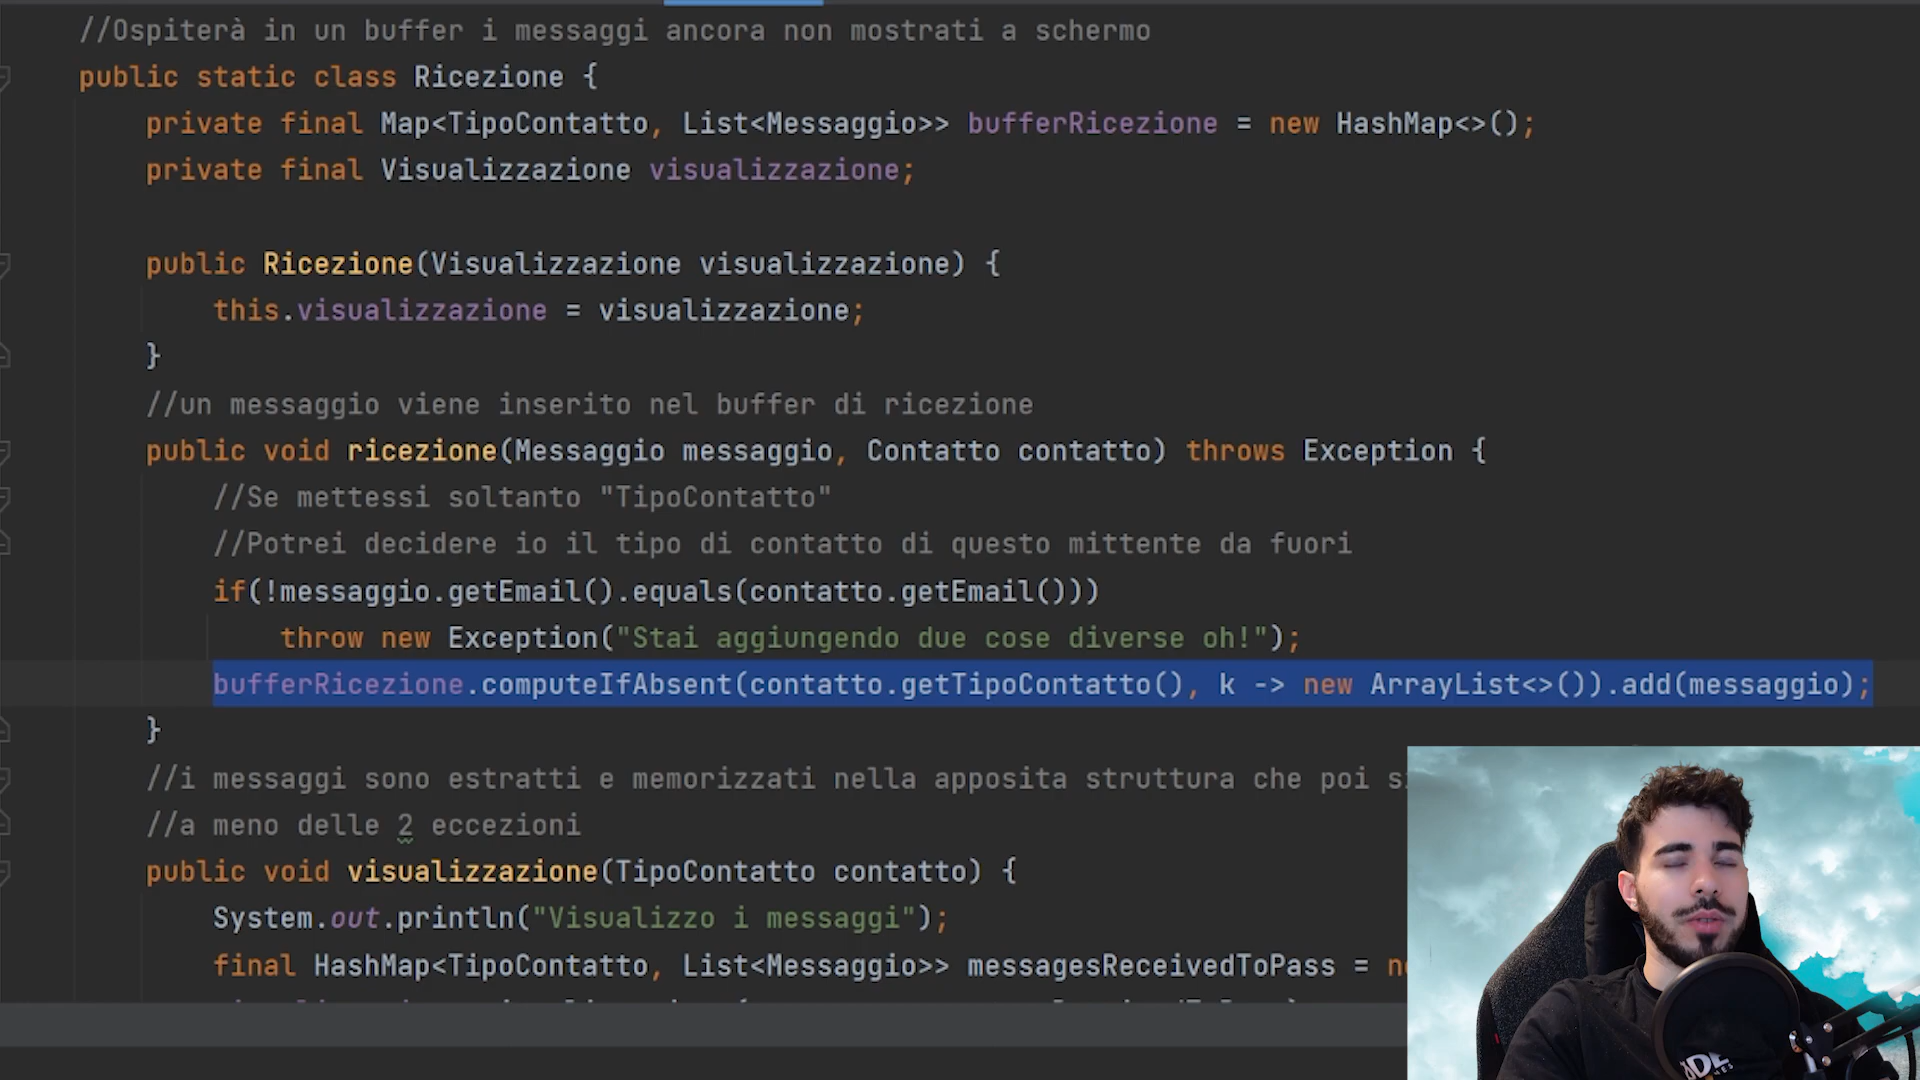 //Ospiterà in un buffer i messaggi ancora non mostrati a schermo
public static class Ricezione {
private final Map<TipoContatto, List<Messaggio>> bufferRicezione = new HashMap<>();
private final Visualizzazione visualizzazione;
public Ricezione(Visualizzazione visualizzazione) {
this.visualizzazione = visualizzazione;
}
//un messaggio viene inserito nel buffer di ricezione
public void ricezione(Messaggio messaggio, Contatto contatto) throws Exception {
//Se mettessi soltanto "TipoContatto"
//Potrei decidere io il tipo di contatto di questo mittente da fuori
if(!messaggio.getEmail().equals(contatto.getEmail()))
throw new Exception("Stai aggiungendo due cose diverse oh!");
bufferRicezione.computeIfAbsent(contatto.getTipoContatto(), k -> new ArrayList<>()).add(messaggio);
}
//i messaggi sono estratti e memorizzati nella apposita struttura che poi
//a meno delle 2 eccezioni
public void visualizzazione(TipoContatto contatto) {
System.out.println("Visualizzo i messaggi");
final HashMap<TipoContatto, List<Messaggio>> messagesReceivedToPass =